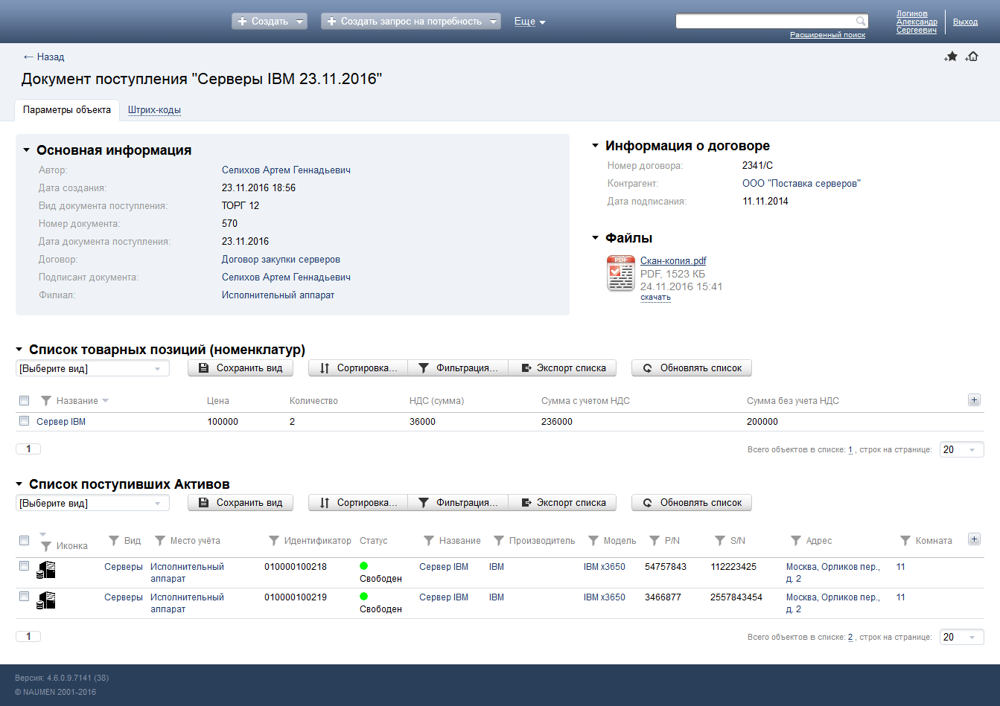 Создать
Создать запрос на потребность
Еще
Расширенный поиск
Логинов
Александр
Сергеевич
Выход
← Назад
Документ поступления "Серверы IBM 23.11.2016"
Параметры объекта
Штрих-коды
Основная информация
Автор: Селихов Артем Геннадьевич
Дата создания: 23.11.2016 18:56
Вид документа поступления: ТОРГ 12
Номер документа: 570
Дата документа поступления: 23.11.2016
Договор: Договор закупки серверов
Подписант документа: Селихов Артем Геннадьевич
Филиал: Исполнительный аппарат
Информация о договоре
Номер договора: 2341/С
Контрагент: ООО "Поставка серверов"
Дата подписания: 11.11.2014
Файлы
PDF
Скан-копия.pdf
PDF, 1523 КБ
24.11.2016 15:41
скачать
Список товарных позиций (номенклатур)
[Выберите вид] Сохранить вид Сортировка... Фильтрация... Экспорт списка Обновлять список
Название Цена Количество НДС (сумма) Сумма с учетом НДС Сумма без учета НДС
Сервер IBM 100000 2 36000 236000 200000
1 Всего объектов в списке: 1 , строк на странице: 20
Список поступивших Активов
[Выберите вид] Сохранить вид Сортировка... Фильтрация... Экспорт списка Обновлять список
Иконка Вид Место учёта Идентификатор Статус Название Производитель Модель P/N S/N Адрес Комната
Серверы Исполнительный 010000100218 Сервер IBM IBM IBM x3650 54757843 112223425 Москва, Орликов пер., 11
аппарат Свободен д. 2
Серверы Исполнительный 010000100219 Сервер IBM IBM IBM x3650 3466877 2557843454 Москва, Орликов пер., 11
аппарат Свободен д. 2
1 Всего объектов в списке: 2 , строк на странице: 20
Версия: 4.6.0.9.7141 (38)
© NAUMEN 2001-2016